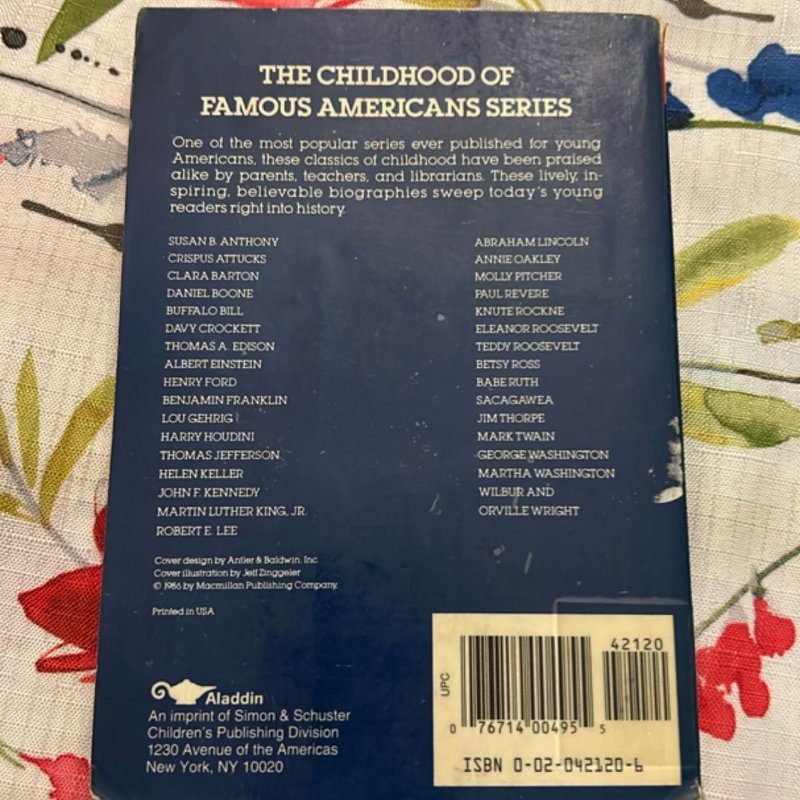 THE CHILDHOOD OF
FAMOUS AMERICANS SERIES
One of the most popular series ever published for young
Americans, these classics of childhood have been praised
alike by parents, teachers, and librarians. These lively, in-
spiring, believable biographies sweep today's young
readers right into history.
SUSAN B. ANTHONY
CRISPUS ATTUCKS
CLARA BARTON
DANIEL BOONE
BUFFALO BILL
DAVY CROCKETT
THOMAS A. EDISON
ALBERT EINSTEIN
HENRY FORD
BENJAMIN FRANKLIN
LOU GEHRIG
HARRY HOUDINI
THOMAS JEFFERSON
HELEN KELLER
JOHN F. KENNEDY
MARTIN LUTHER KING, JR.
ROBERT E. LEE
ABRAHAM LINCOLN
ANNIE OAKLEY
MOLLY PITCHER
PAUL REVERE
KNUTE ROCKNE
ELEANOR ROOSEVELT
TEDDY ROOSEVELT
BETSY ROSS
BABE RUTH
SACAGAWEA
JIM THORPE
MARK TWAIN
GEORGE WASHINGTON
MARTHA WASHINGTON
WILBUR AND
ORVILLE WRIGHT
Cover design by Antler & Baldwin, Inc.
Cover illustration by Jeff Zinggeler
© 1986 by Macmillan Publishing Company
Printed in USA
Aladdin
An imprint of Simon & Schuster
Children's Publishing Division
1230 Avenue of the Americas
New York, NY 10020
UPC
42120
0 76714 00495 5
ISBN 0-02-042120-6